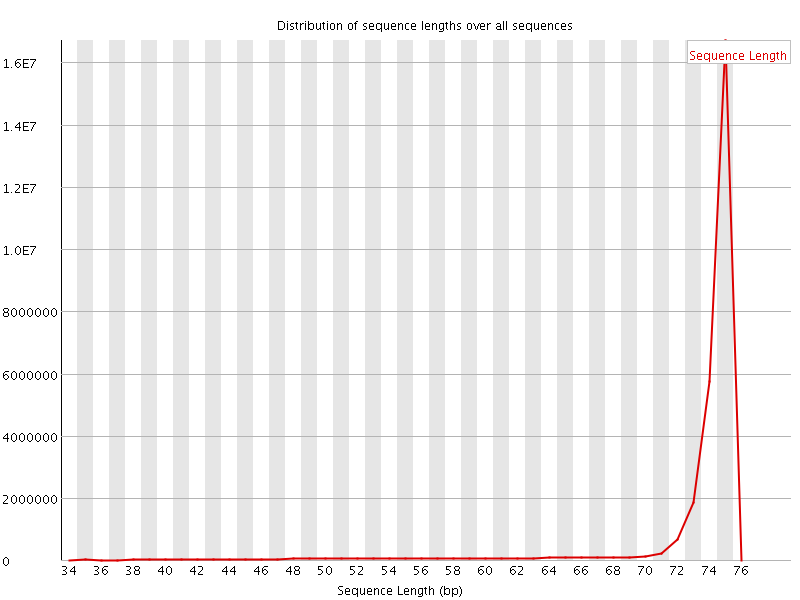 Distribution of sequence lengths over all sequences
Sequence Length
1.6E7
1.4E7
1.2E7
1.0E7
8000000
6000000
4000000
2000000
0
34 36 38 40 42 44 46 48 50 52 54 56 58 60 62 64 66 68 70 72 74 76
Sequence Length (bp)